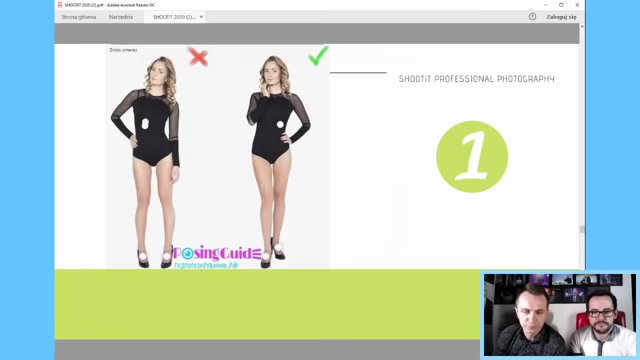 SHOOTiT 2020 (2).pdf - Adobe Acrobat Reader DC
Strona główna
Narzędzia
SHOOTiT 2020 (2)...
×
Zaloguj się
SHOOTiT PROFESSIONAL PHOTOGRAPHY
1
PosingGuide